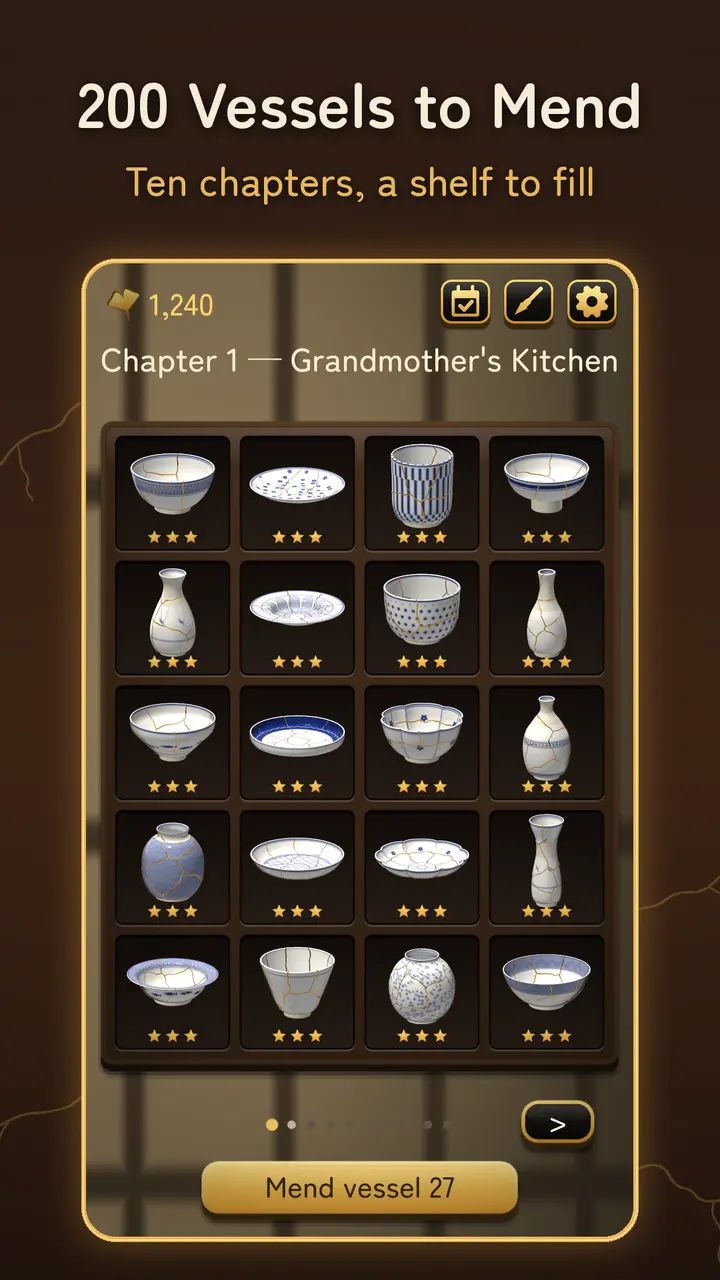 200 Vessels to Mend
Ten chapters, a shelf to fill
1,240
Chapter 1 — Grandmother's Kitchen
>
Mend vessel 27